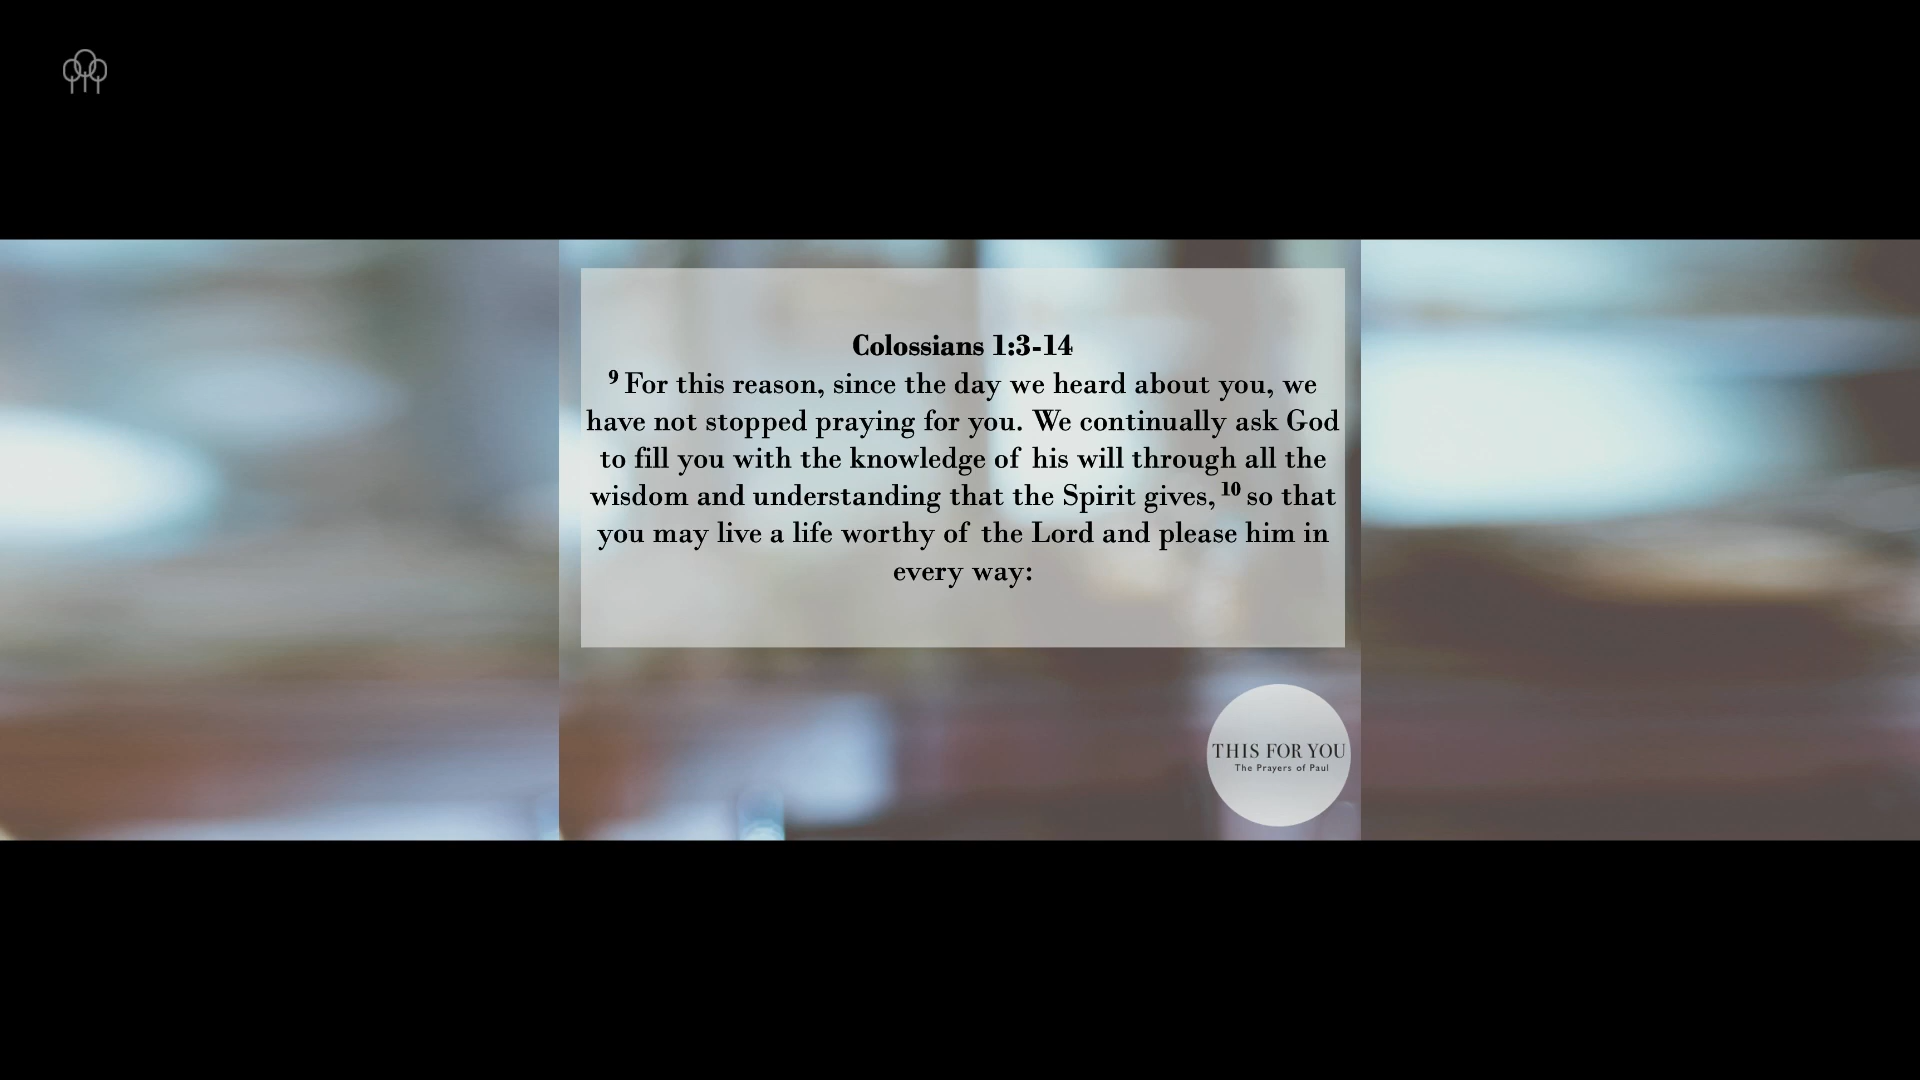 Colossians 1:3-14
9 For this reason, since the day we heard about you, we
have not stopped praying for you. We continually ask God
to fill you with the knowledge of his will through all the
wisdom and understanding that the Spirit gives, 10 so that
you may live a life worthy of the Lord and please him in
every way:
THIS FOR YOU
The Prayers of Paul